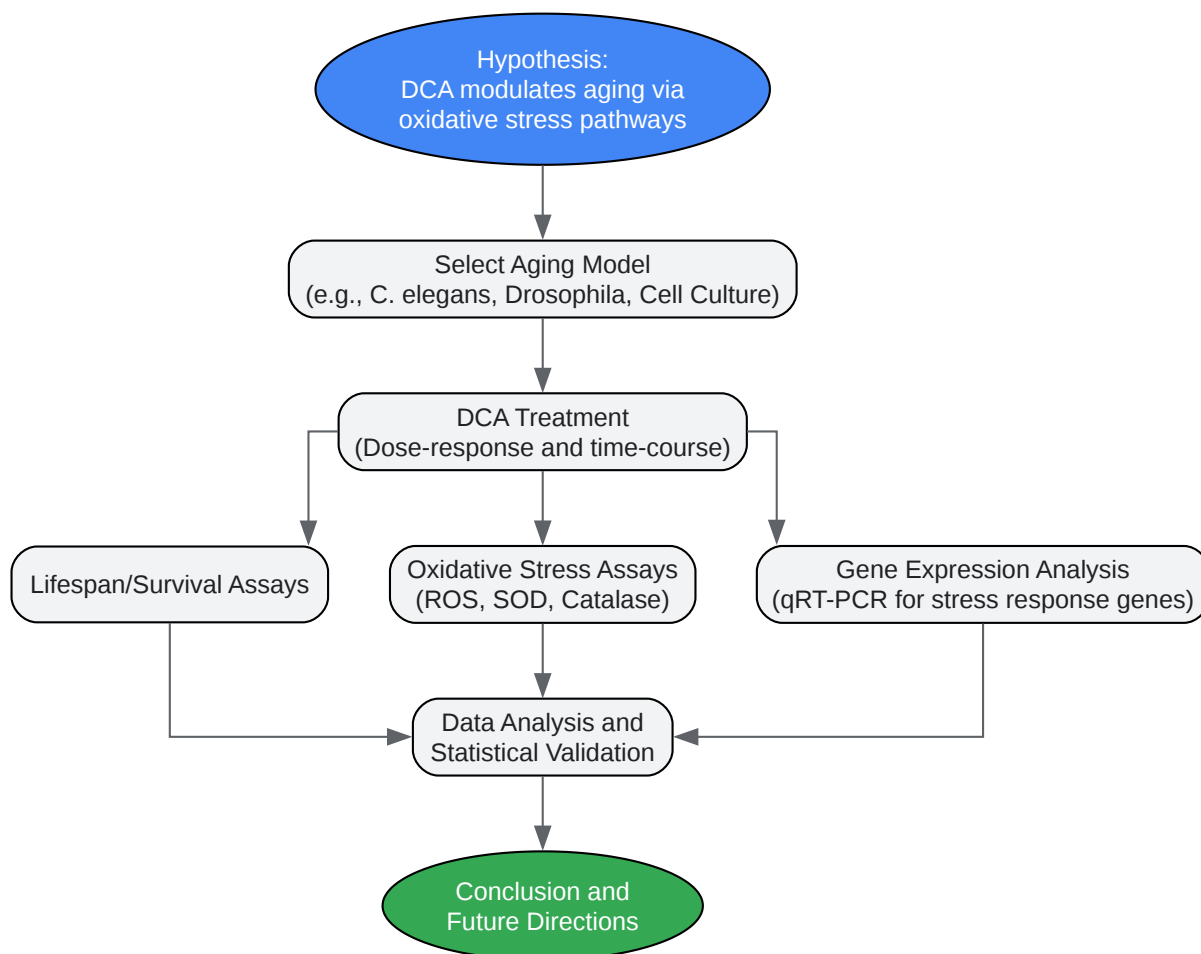 Hypothesis:
DCA modulates aging via
oxidative stress pathways
Select Aging Model
(e.g., C. elegans, Drosophila, Cell Culture)
DCA Treatment
(Dose-response and time-course)
Lifespan/Survival Assays
Oxidative Stress Assays
(ROS, SOD, Catalase)
Gene Expression Analysis
(qRT-PCR for stress response genes)
Data Analysis and
Statistical Validation
Conclusion and
Future Directions